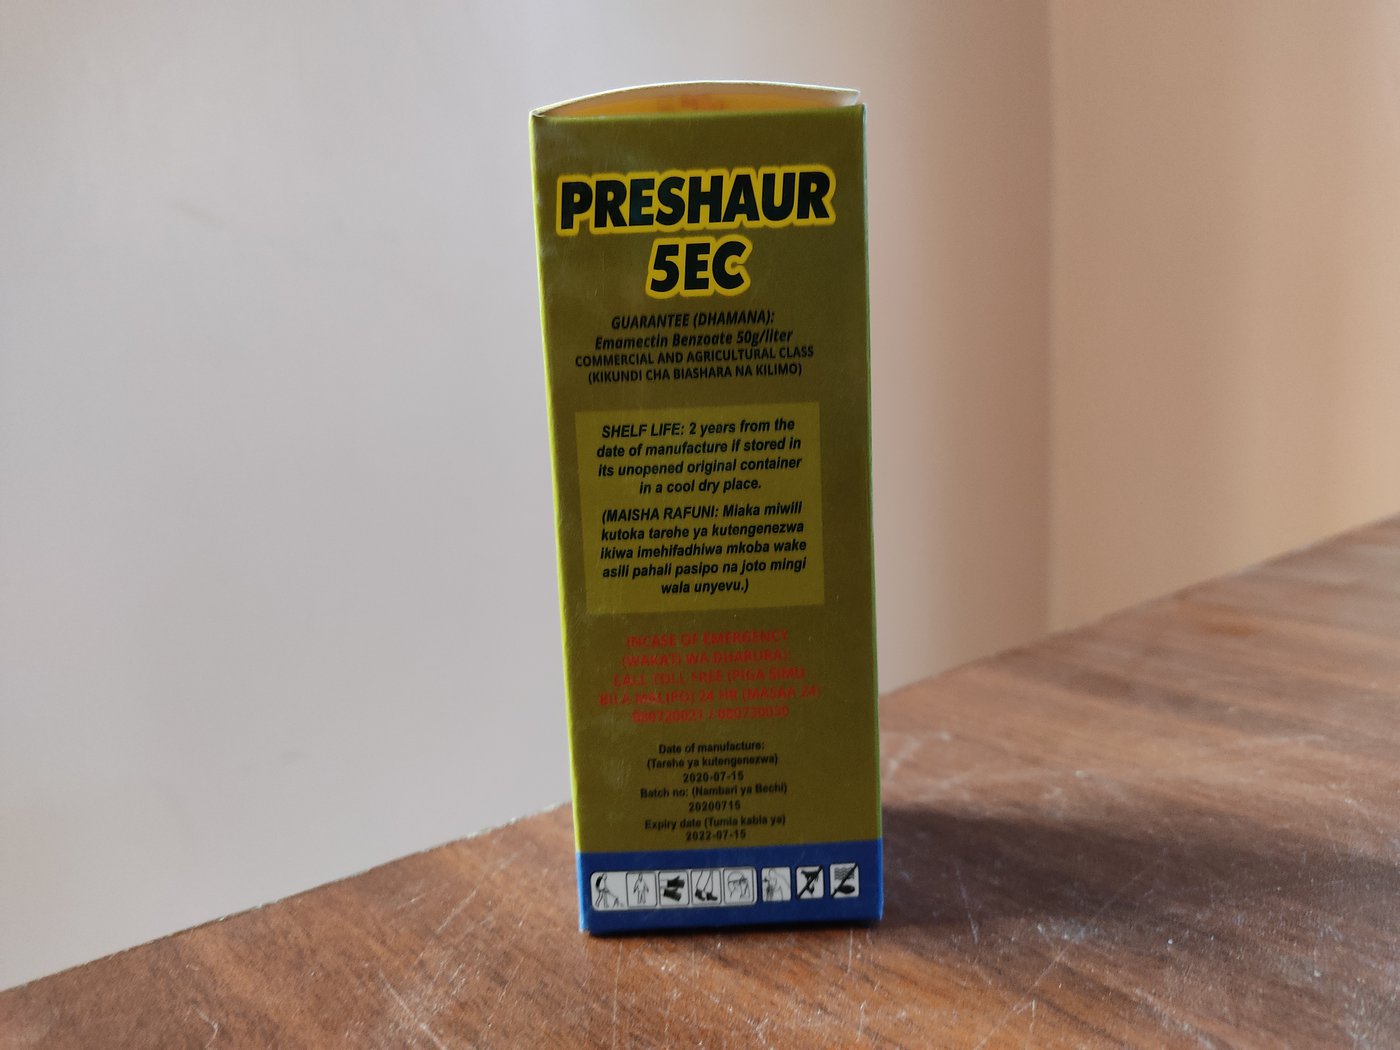 PRESHAUR
5EC
GUARANTEE (DHAMANA):
Emamectin Benzoate 50g/liter
COMMERCIAL AND AGRICULTURAL CLASS
(KIKUNDI CHA BIASHARA NA KILIMO)
SHELF LIFE: 2 years from the
date of manufacture if stored in
its unopened original container
in a cool dry place.
(MAISHA RAFUNI: Miaka miwili
kutoka tarehe ya kutengenezwa
ikiwa imehifadhiwa mkoba wake
asili pahali pasipo na joto mingi
wala unyevu.)
INCASE OF EMERGENCY
(WAKATI WA DHARURA):
CALL TOLL FREE (PIGA SIMU
BILA MALIPO) 24 HR (MASAA 24)
Date of manufacture:
(Tarehe ya kutengenezwa)
2020-07-15
Batch no: (Nambari ya Bechi)
20200715
Expiry date (Tumia kabla ya)
2022-07-15